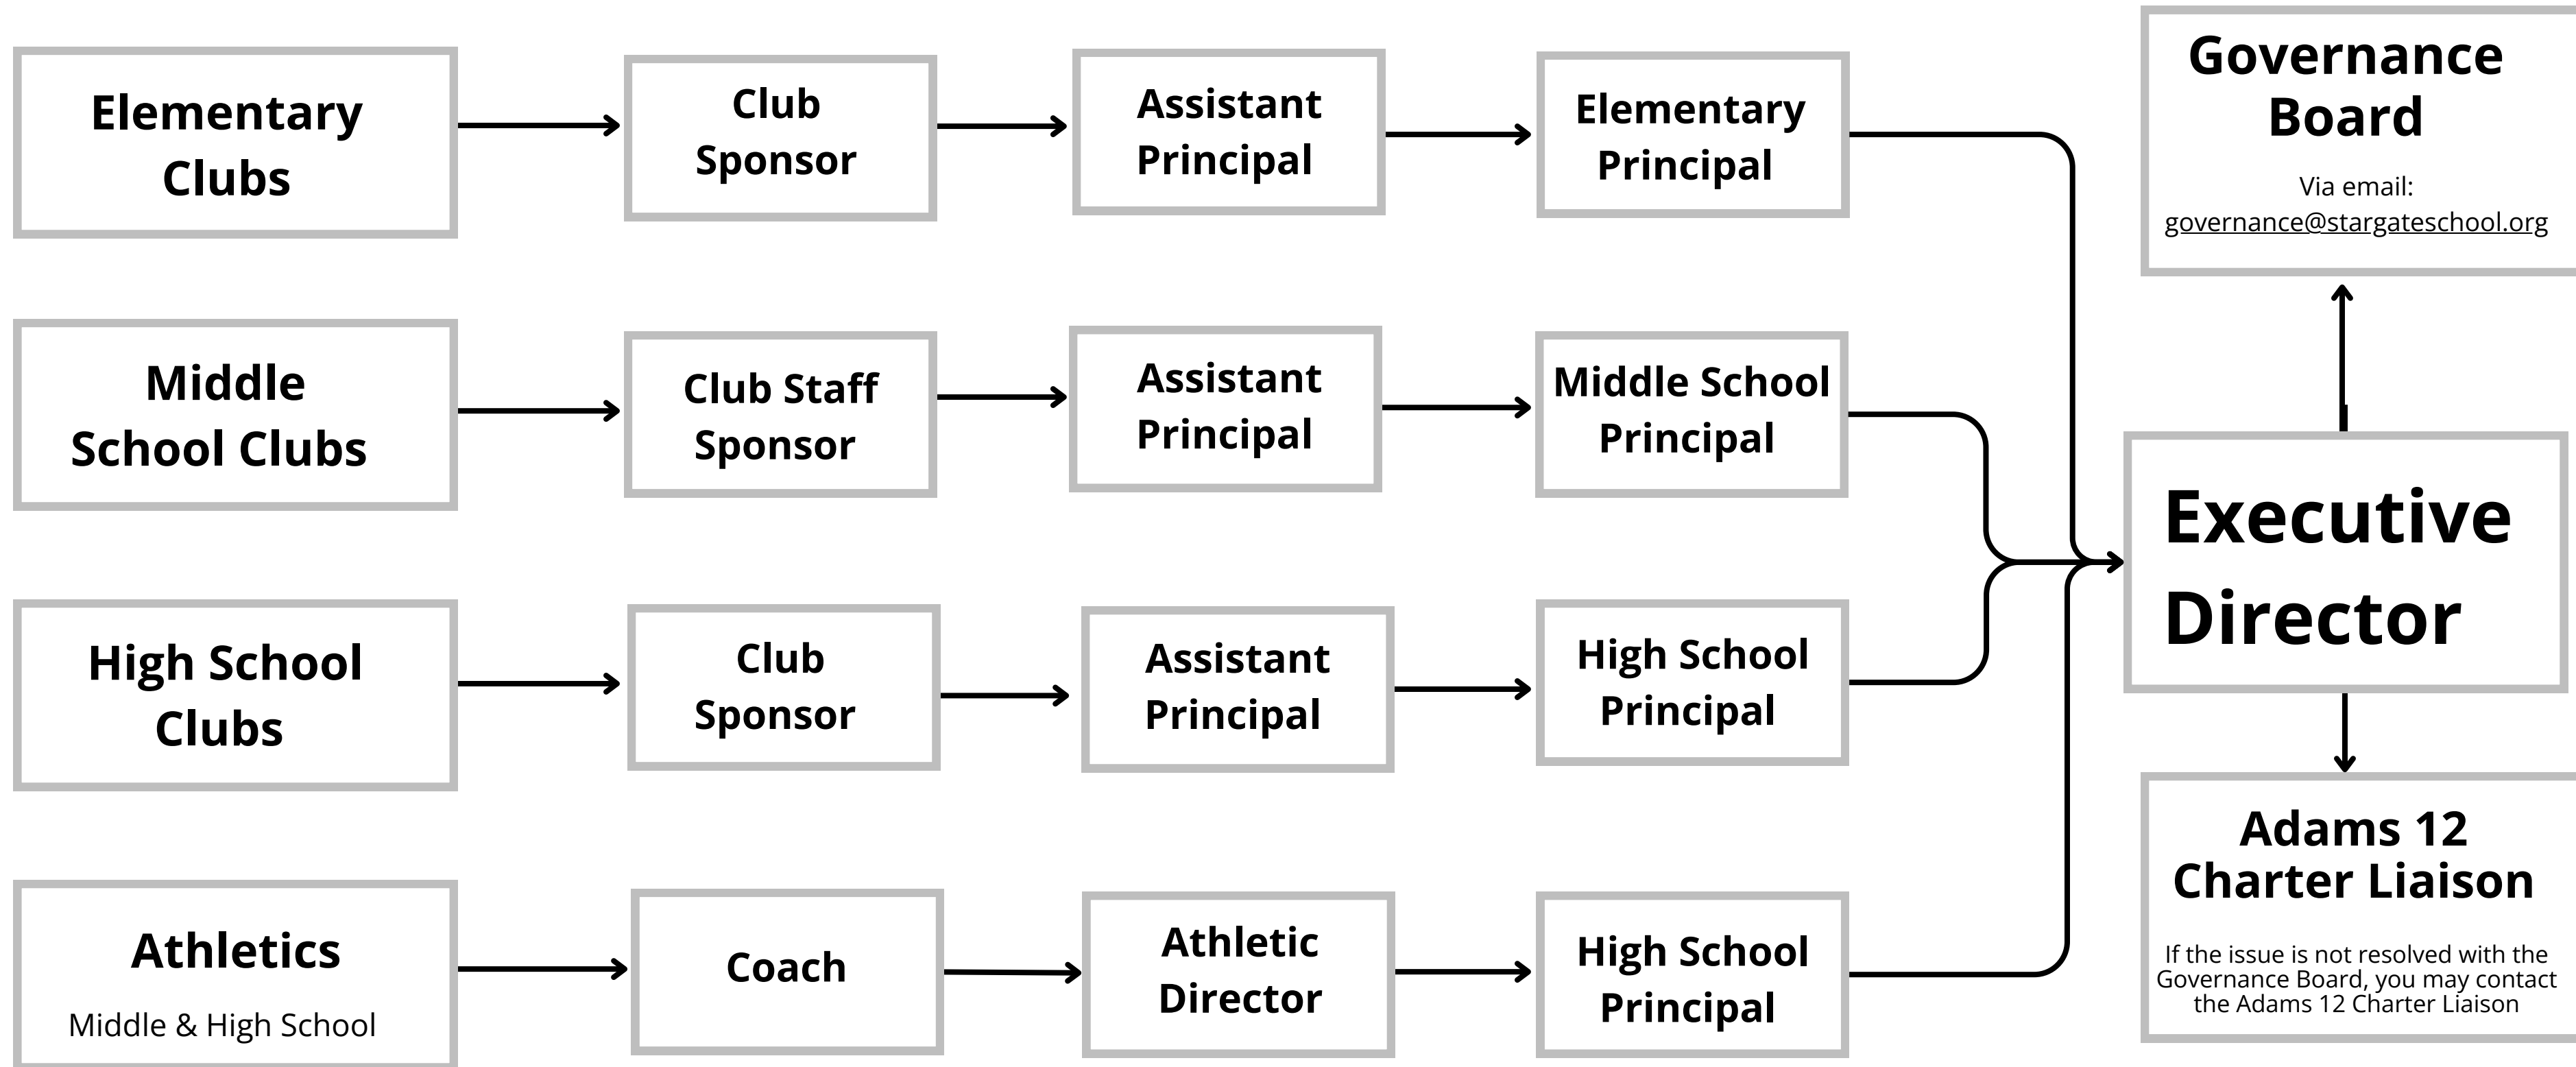 Elementary
Clubs
Club
Sponsor
Assistant
Principal
Elementary
Principal
Governance
Board
Via email:
governance@stargateschool.org
Middle
School Clubs
Club Staff
Sponsor
Assistant
Principal
Middle School
Principal
Executive
Director
High School
Clubs
Club
Sponsor
Assistant
Principal
High School
Principal
Adams 12
Charter Liaison
If the issue is not resolved with the
Governance Board, you may contact
the Adams 12 Charter Liaison
Athletics
Middle & High School
Coach
Athletic
Director
High School
Principal